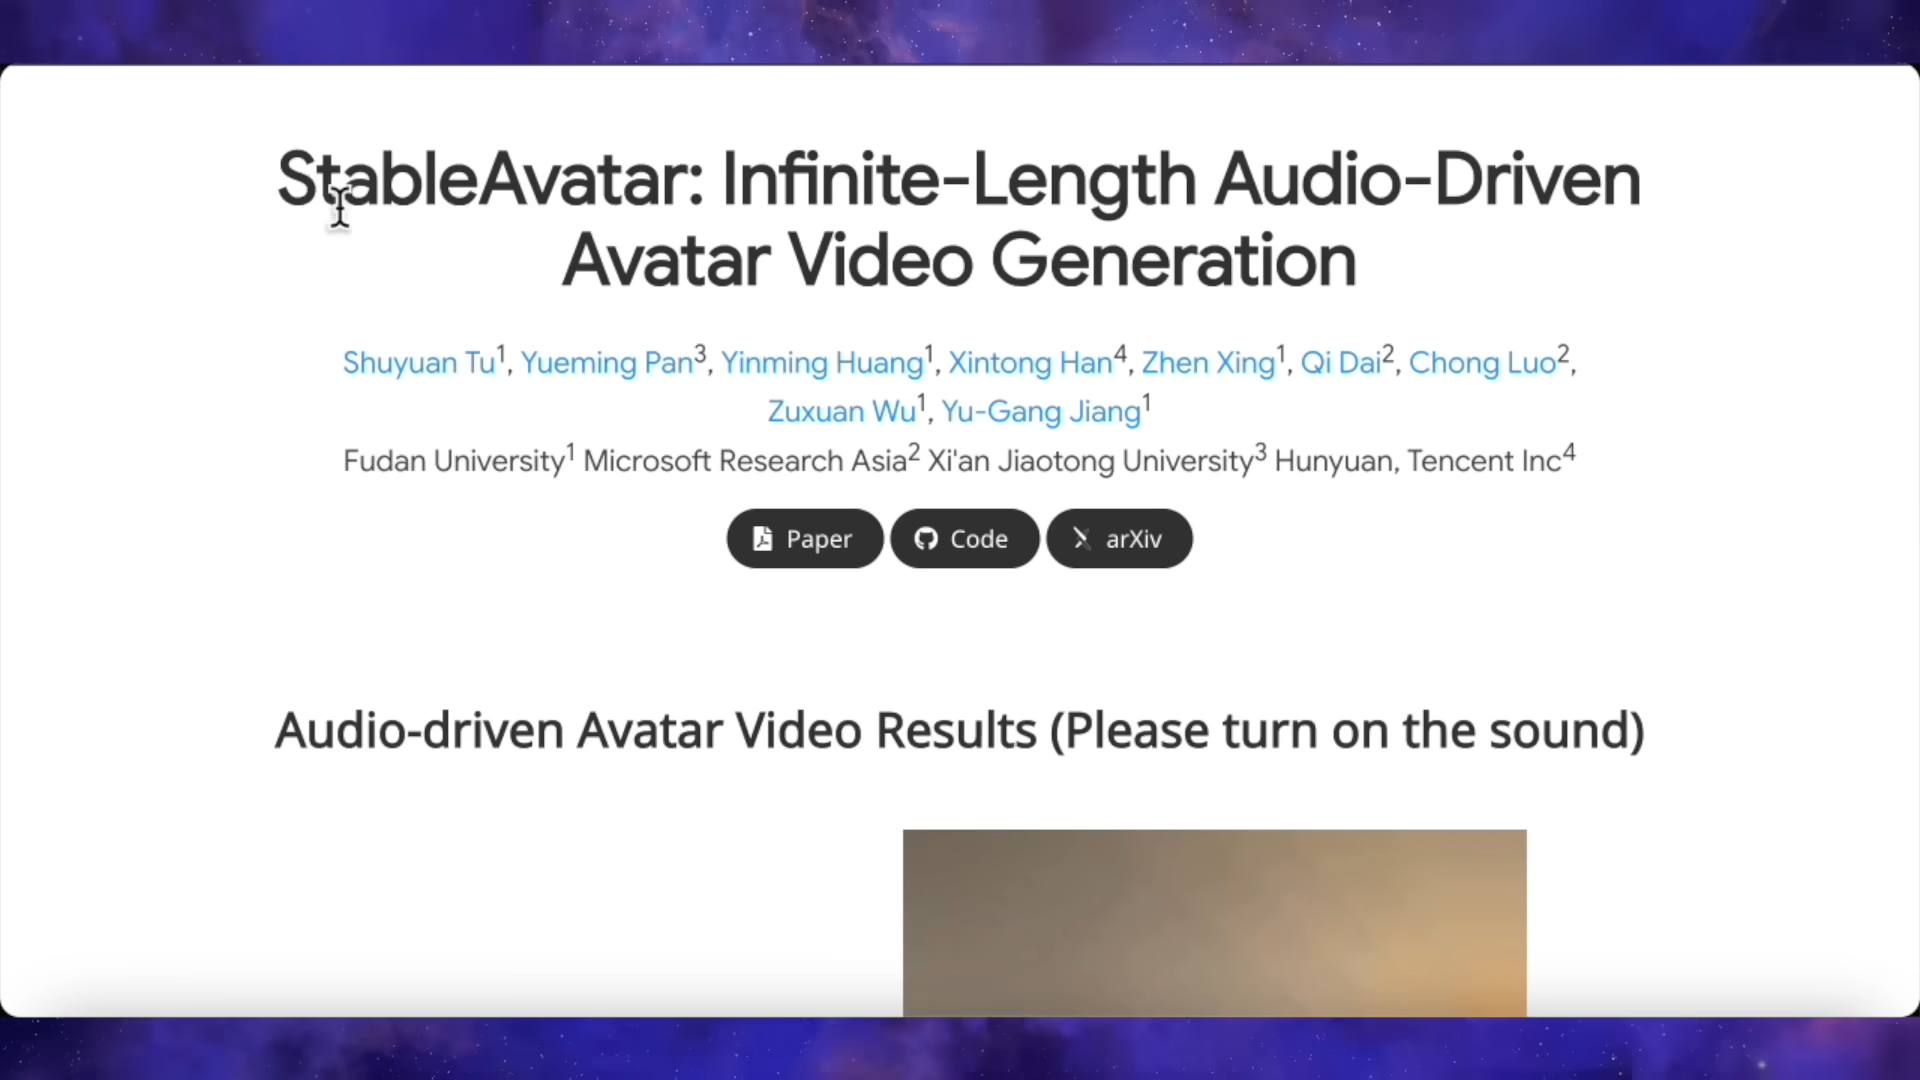 StableAvatar: Infinite-Length Audio-Driven
Avatar Video Generation
Shuyuan Tu¹, Yueming Pan³, Yinming Huang¹, Xintong Han⁴, Zhen Xing¹, Qi Dai², Chong Luo²,
Zuxuan Wu¹, Yu-Gang Jiang¹
Fudan University¹ Microsoft Research Asia² Xi'an Jiaotong University³ Hunyuan, Tencent Inc⁴
Paper Code arXiv
Audio-driven Avatar Video Results (Please turn on the sound)